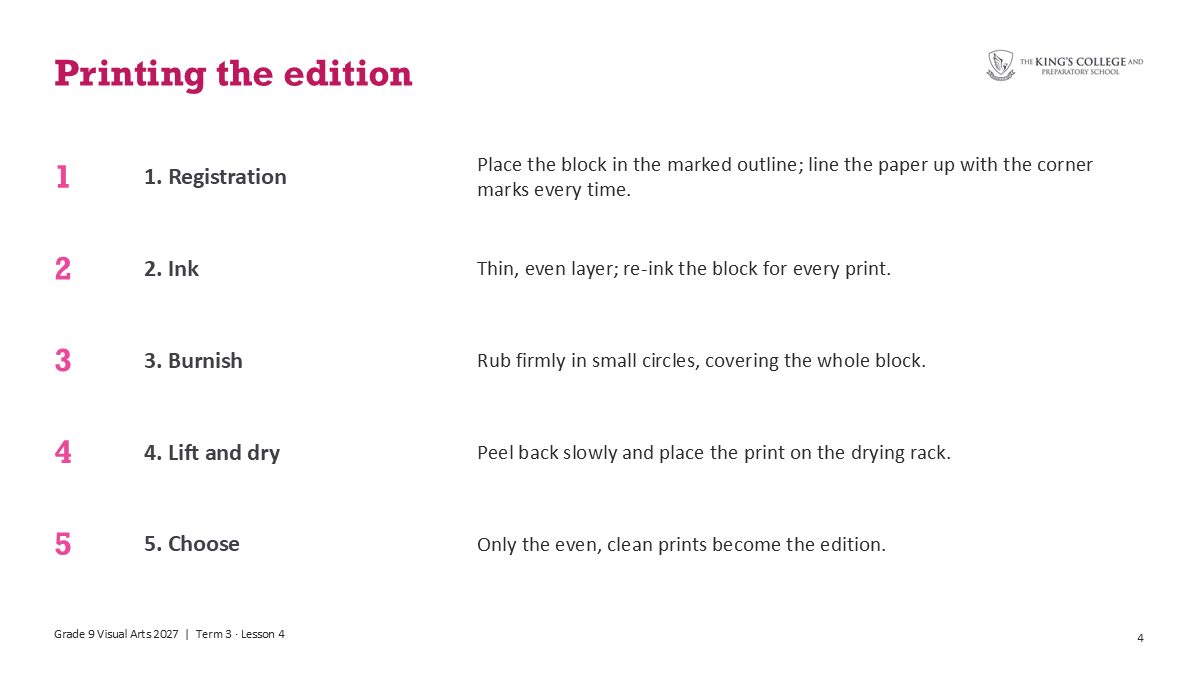 Printing the edition
THE KING'S COLLEGE AND
PREPARATORY SCHOOL
1
1. Registration
Place the block in the marked outline; line the paper up with the corner
marks every time.
2
2. Ink
Thin, even layer; re-ink the block for every print.
3
3. Burnish
Rub firmly in small circles, covering the whole block.
4
4. Lift and dry
Peel back slowly and place the print on the drying rack.
5
5. Choose
Only the even, clean prints become the edition.
Grade 9 Visual Arts 2027 | Term 3 · Lesson 4
4